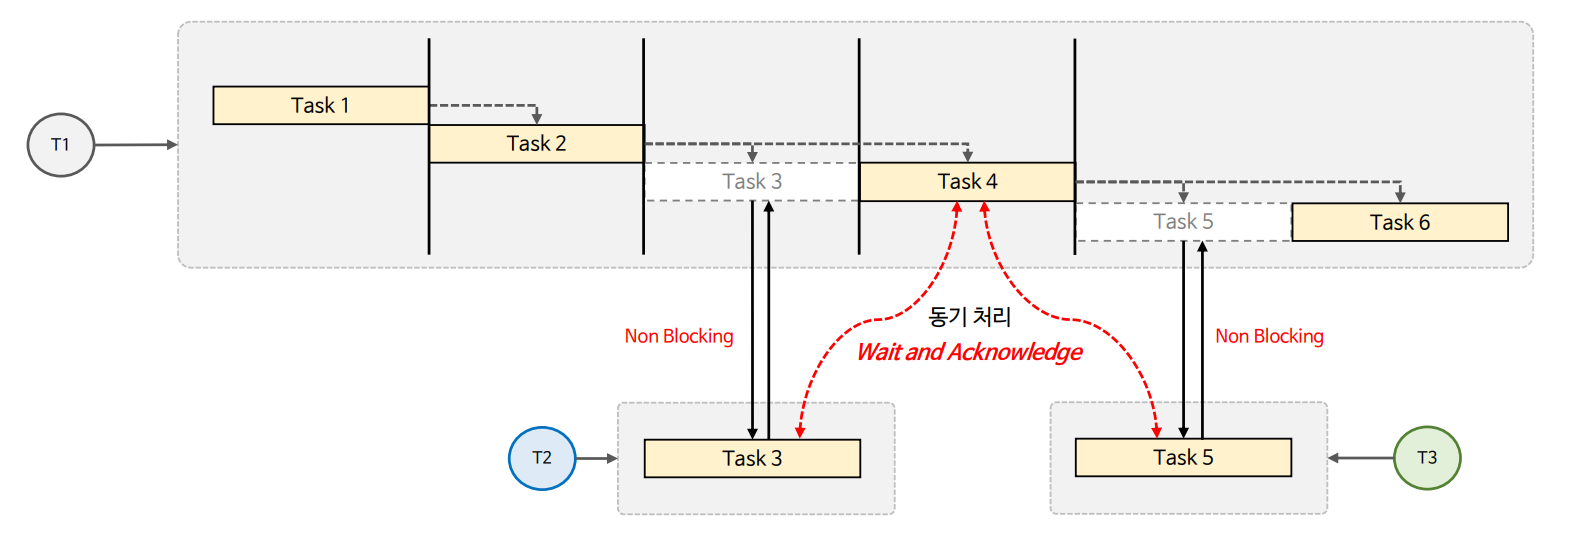 Task 1
T1
Task 2
Task 3
Task 4
Task 5
Task 6
동기 처리
Non Blocking
Wait and Acknowledge
Non Blocking
T2
Task 3
Task 5
T3